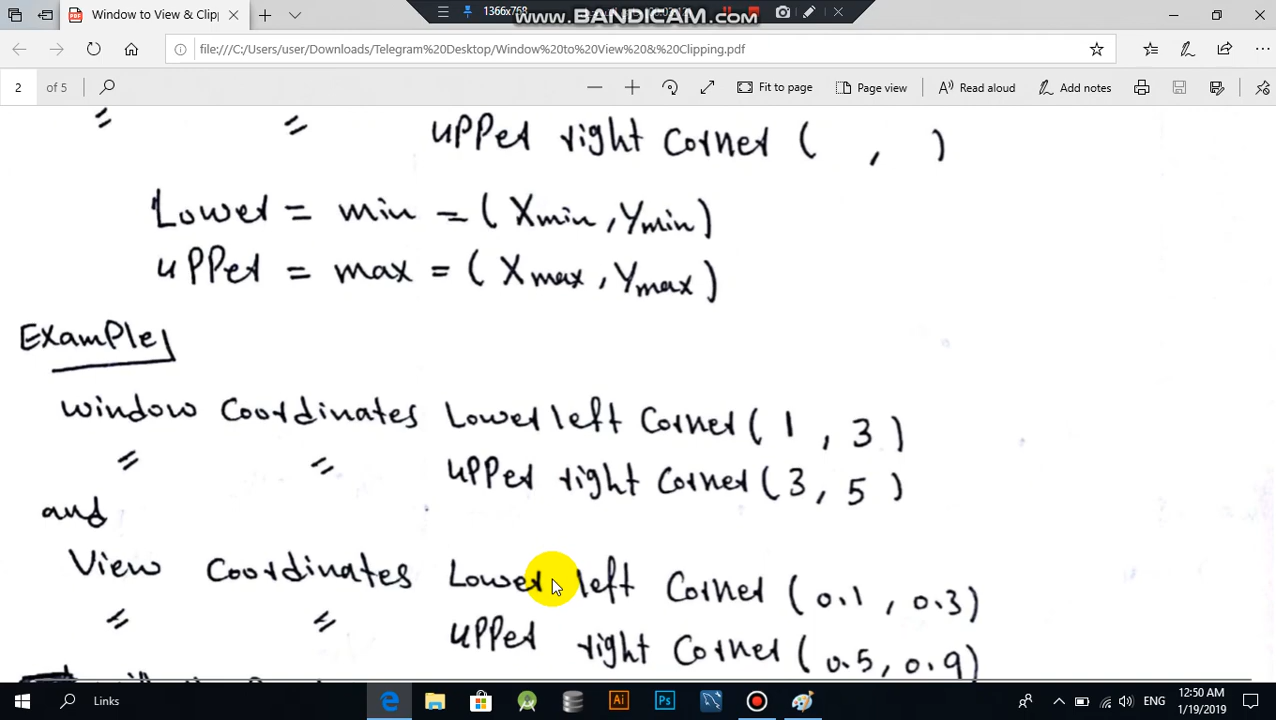 Window to View & Clipp
1366x768
www.BANDICAM.com
file:///C:/Users/user/Downloads/Telegram%20Desktop/Window%20to%20View%20&%20Clipping.pdf
2 of 5
Fit to page
Page view
Read aloud
Add notes
= = upper right Corner ( , )
Lower = min = (Xmin, Ymin)
upper = max = (Xmax, Ymax)
Example
window Coordinates Lower left Corner (1, 3)
= = upper right Corner (3, 5)
and
View Coordinates Lower left Corner (0.1, 0.3)
= = upper right Corner (0.5, 0.9)
Links
Ai
Ps
ENG
12:50 AM
1/19/2019